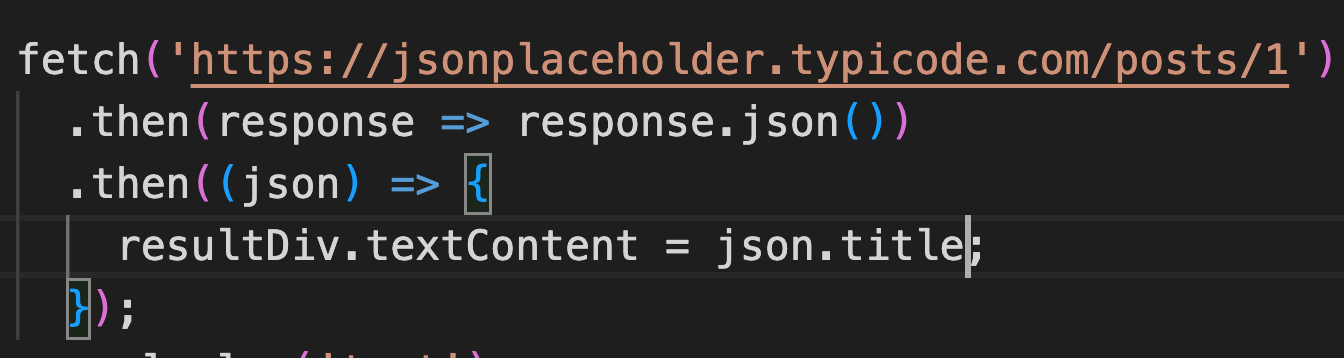 fetch('https://jsonplaceholder.typicode.com/posts/1')
.then(response => response.json())
.then((json) => {
resultDiv.textContent = json.title;
});